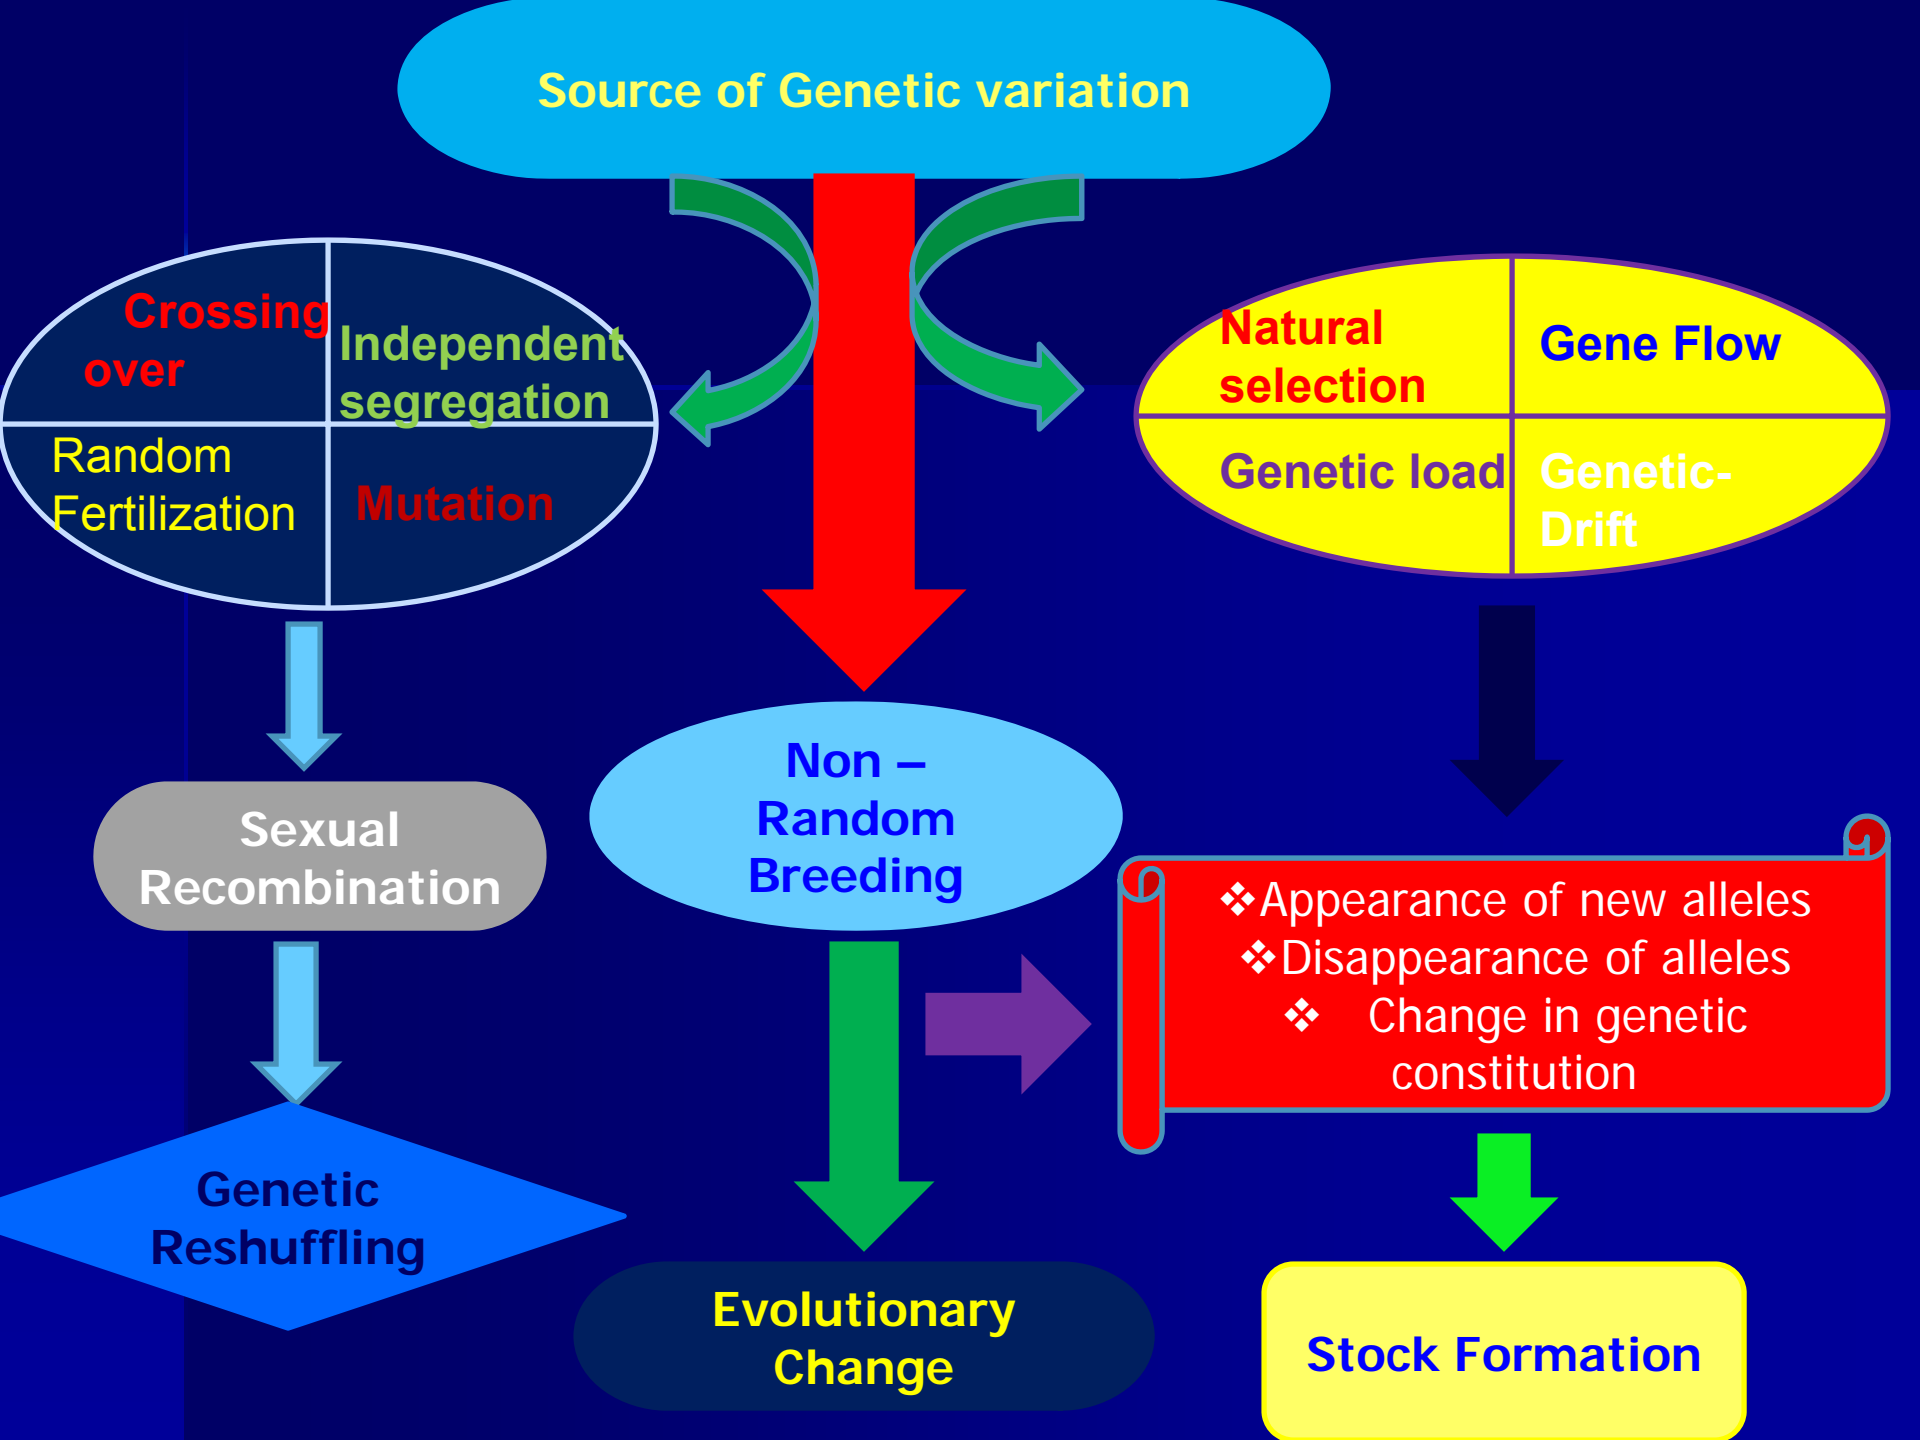 Source of Genetic variation
Crossing
over
Independent
segregation
Random
Fertilization
Mutation
Natural
selection
Gene Flow
Genetic load
Genetic-
Drift
Sexual
Recombination
Non –
Random
Breeding
❖Appearance of new alleles
❖Disappearance of alleles
❖ Change in genetic
constitution
Genetic
Reshuffling
Evolutionary
Change
Stock Formation